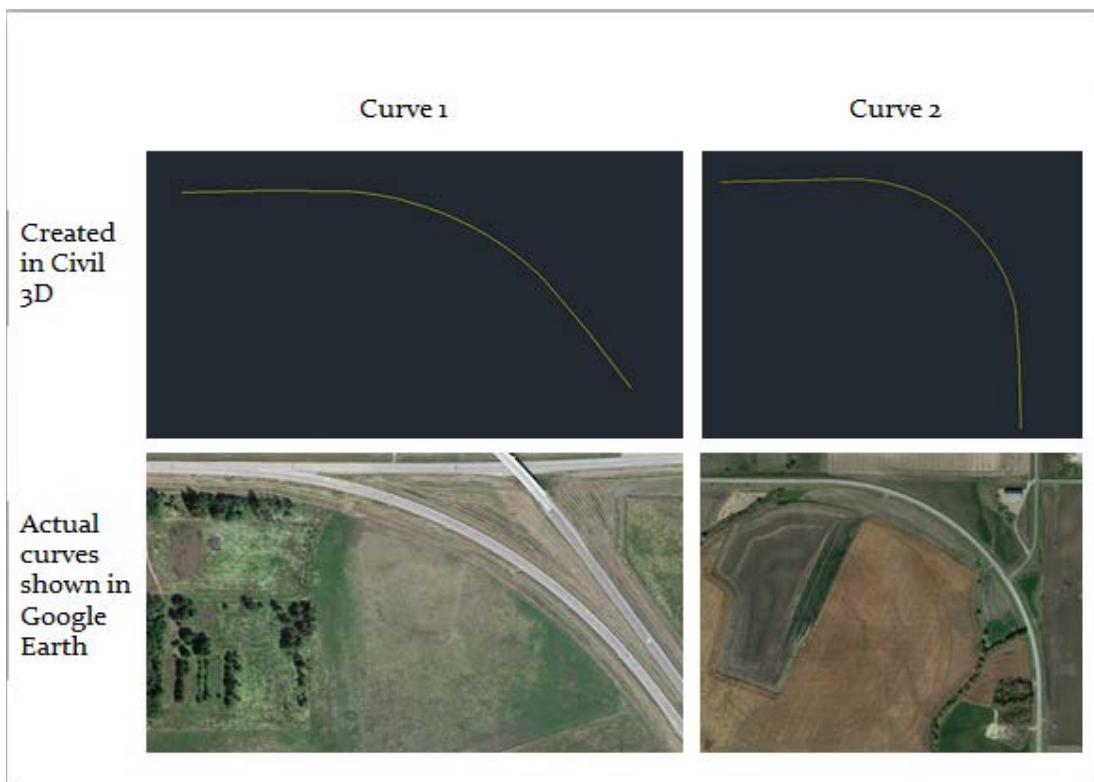 Curve 1
Curve 2
Created
in Civil
3D
Actual
curves
shown in
Google
Earth